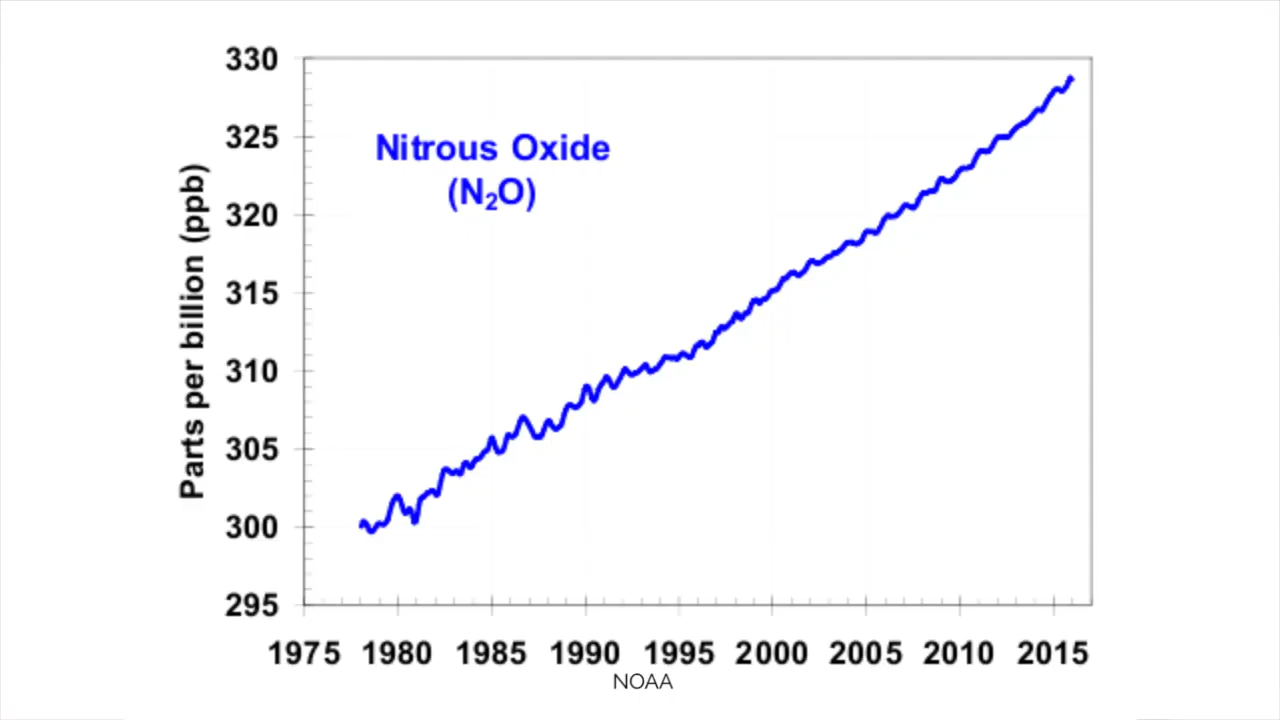 330
Nitrous Oxide
(N₂O)
325
320
315
310
305
300
295
Parts per billion (ppb)
1975 1980 1985 1990 1995 2000 2005 2010 2015
NOAA